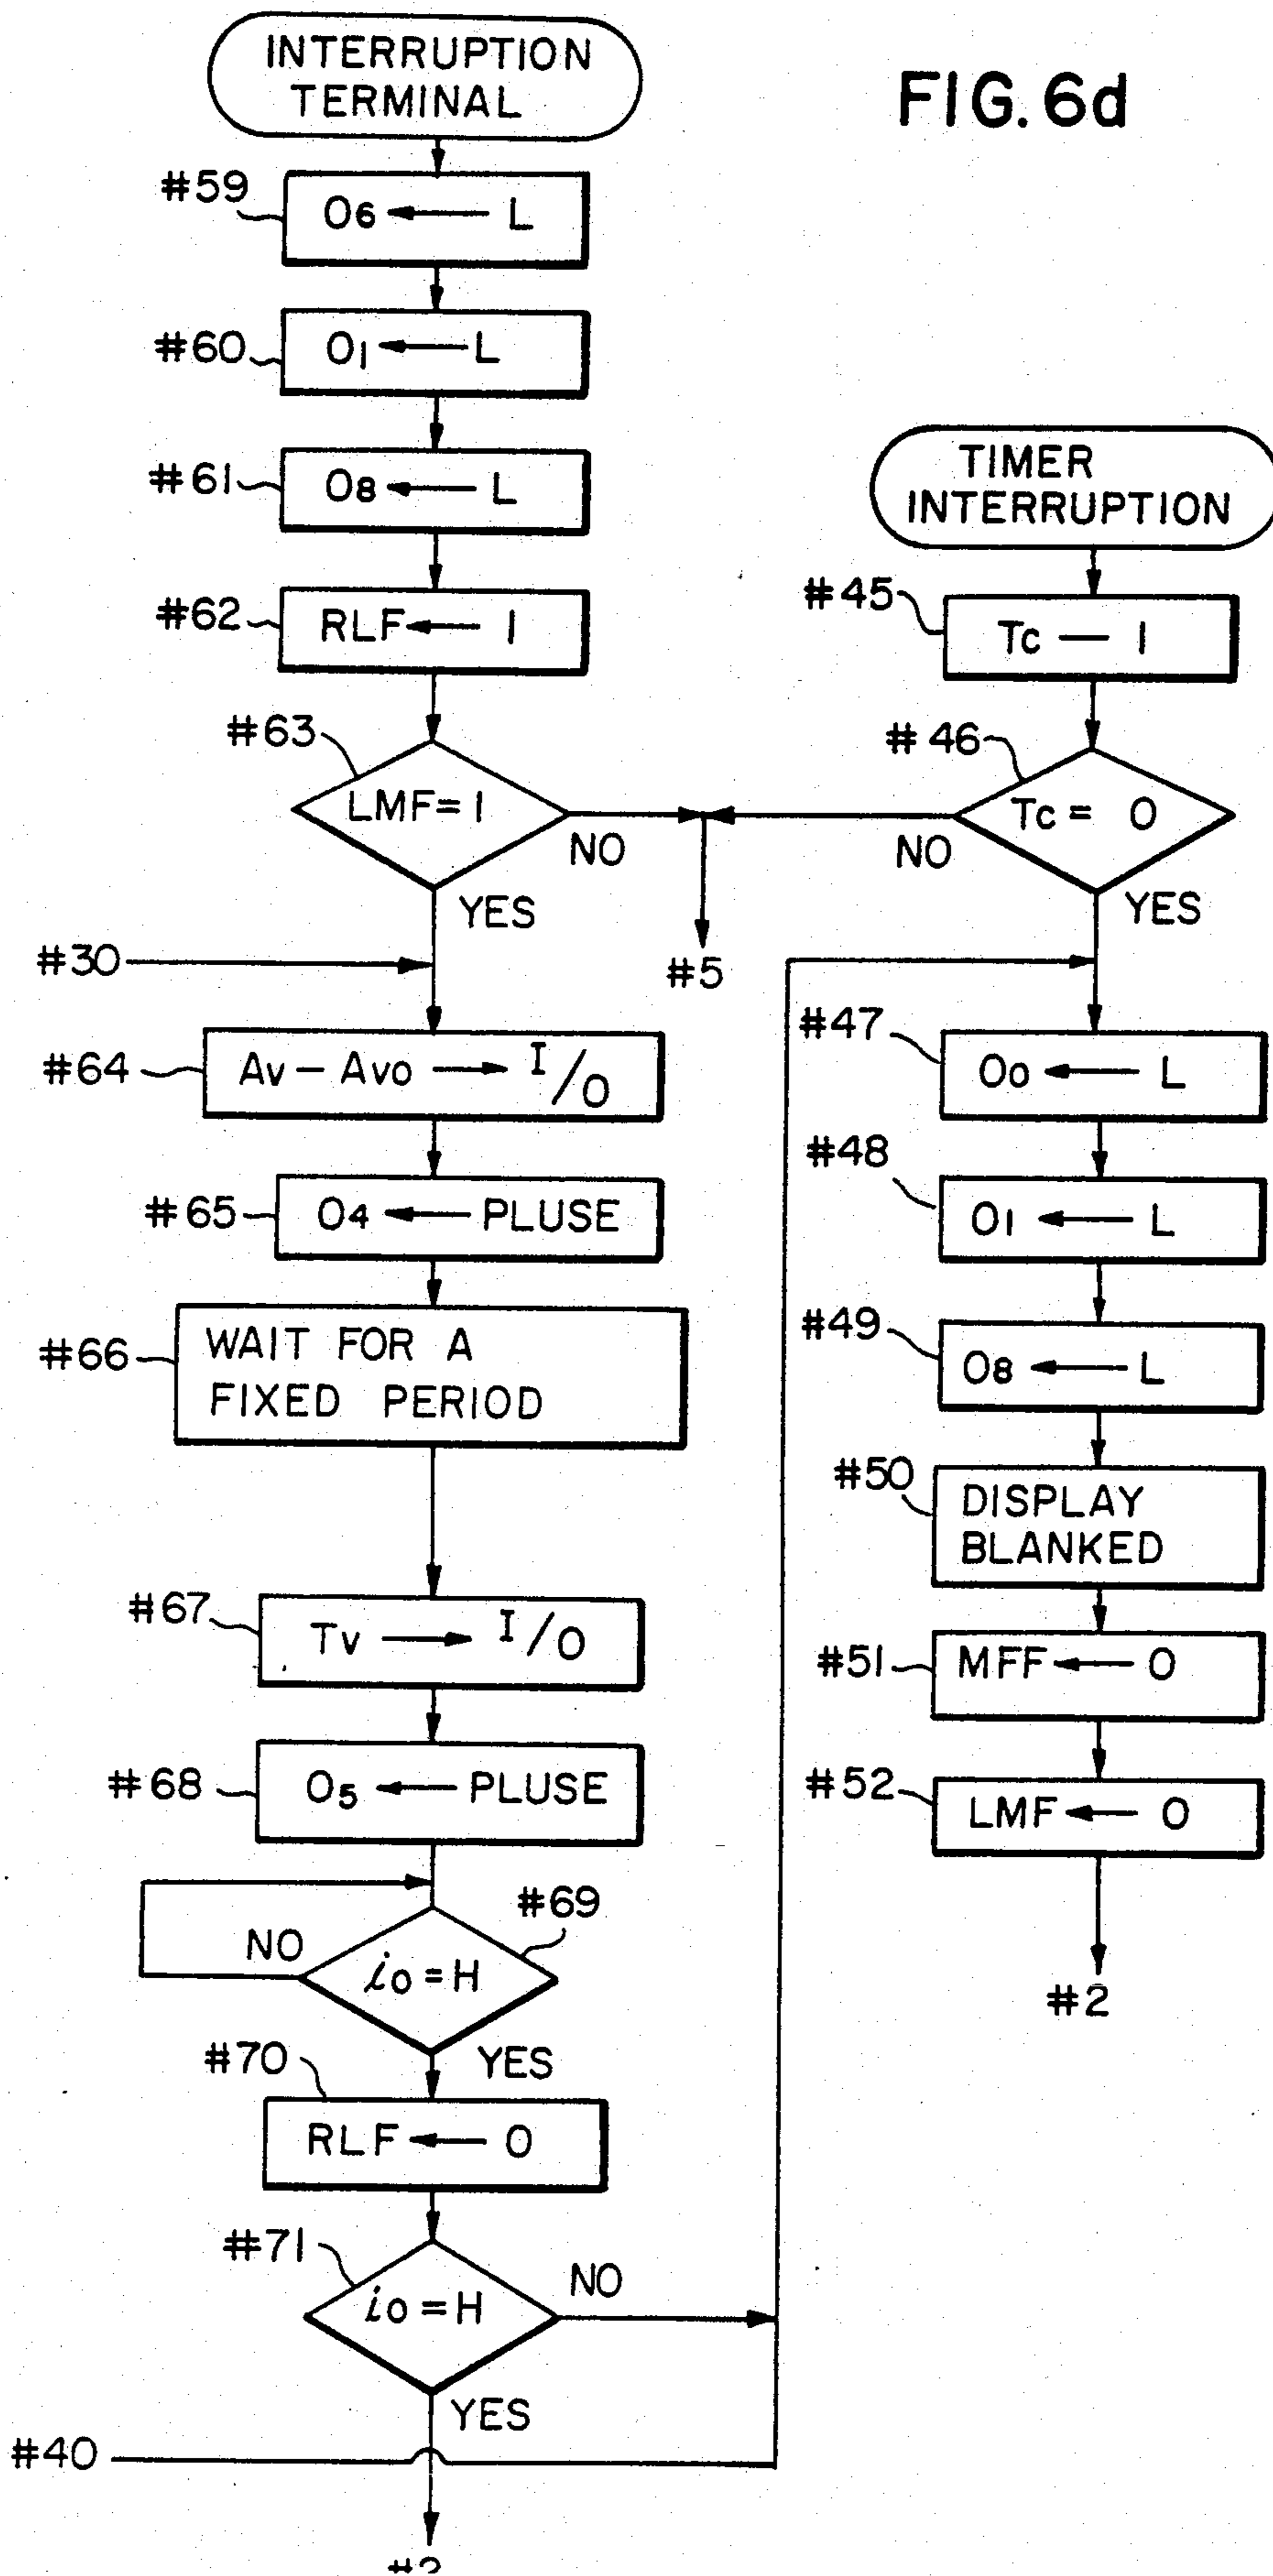 FIG. 6d
INTERRUPTION
TERMINAL
#59
O6 ← L
#60
O1 ← L
#61
O8 ← L
#62
RLF ← 1
#63
LMF = 1
NO
YES
#30
#5
#64
Av – Avo → I/O
#65
O4 ← PLUSE
#66
WAIT FOR A
FIXED PERIOD
#67
Tv → I/O
#68
O5 ← PLUSE
#69
NO
io = H
YES
#70
RLF ← 0
#71
io = H
NO
YES
#40
TIMER
INTERRUPTION
#45
Tc — 1
#46
Tc = 0
NO
YES
#47
O0 ← L
#48
O1 ← L
#49
O8 ← L
#50
DISPLAY
BLANKED
#51
MFF ← 0
#52
LMF ← 0
#2